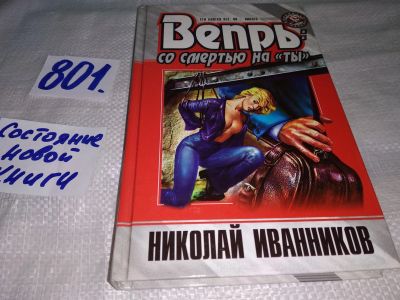 801.
Состояние
новой
книги
Вепрь
со смертью на «ты»
НИКОЛАЙ ИВАННИКОВ